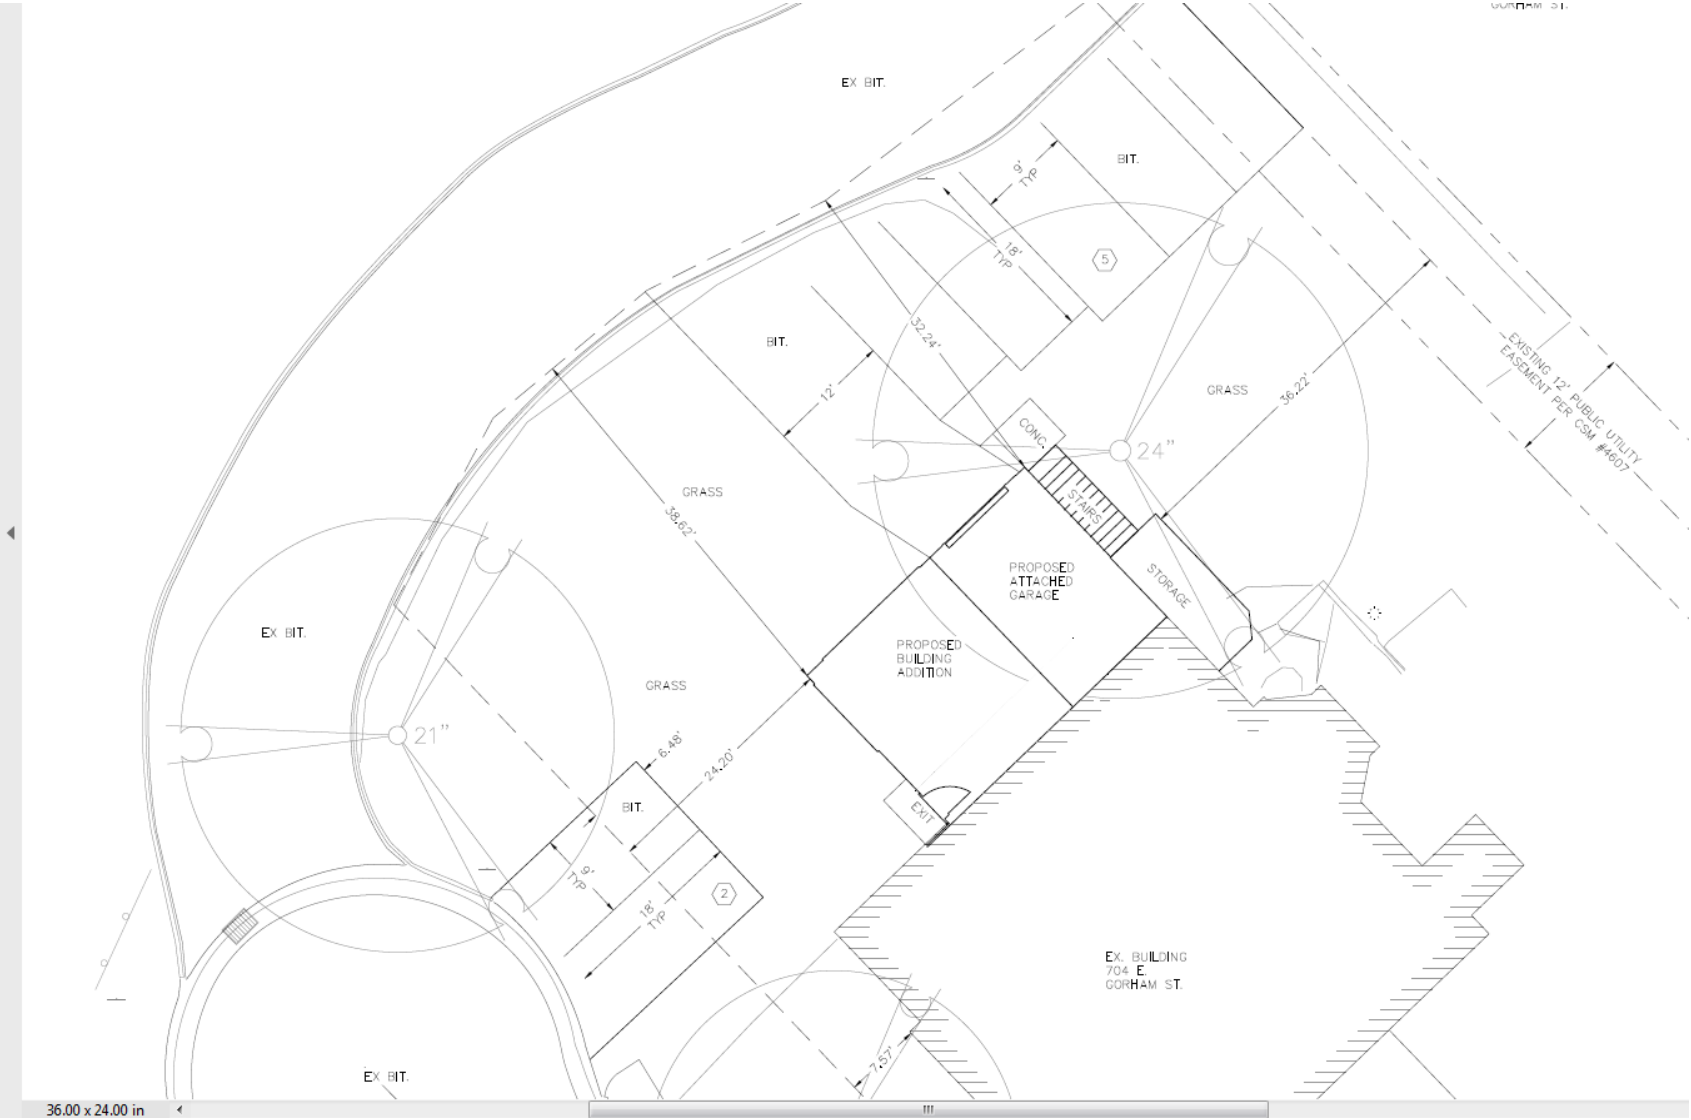 GORHAM ST.
EX BIT.
BIT.
9'
TYP
18'
TYP
5
32.24'
BIT.
12'
GRASS
36.22'
EXISTING 12' PUBLIC UTILITY
EASEMENT PER CSM #4607
CONC.
24"
GRASS
38.62'
STAIRS
PROPOSED
ATTACHED
GARAGE
STORAGE
EX BIT.
PROPOSED
BUILDING
ADDITION
GRASS
21"
6.48'
24.20'
BIT.
EXIT
9'
TYP
18'
TYP
2
EX. BUILDING
704 E.
GORHAM ST.
7.57'
EX BIT.
36.00 x 24.00 in